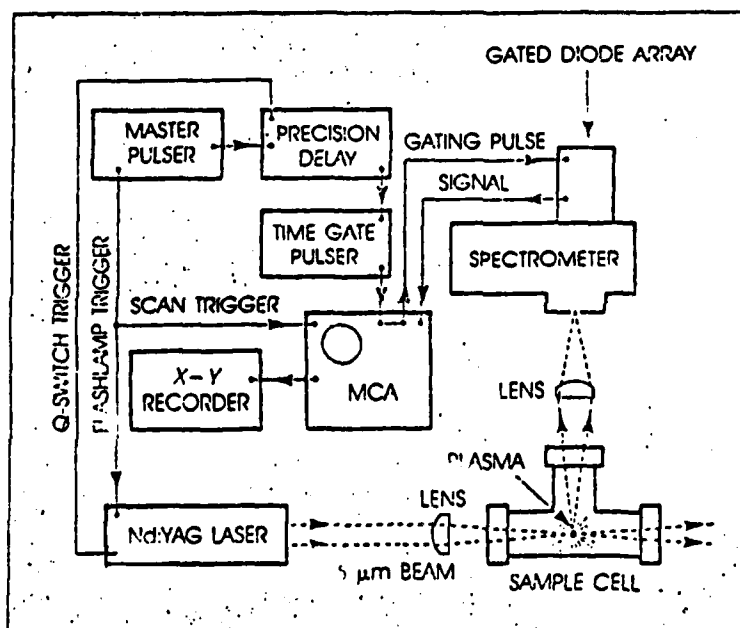 GATED DIODE ARRAY
MASTER
PULSER
PRECISION
DELAY
GATING PULSE
SIGNAL
TIME GATE
PULSER
SPECTROMETER
Q-SWITCH TRIGGER
FLASHLAMP TRIGGER
SCAN TRIGGER
X–Y
RECORDER
MCA
LENS
PLASMA
LENS
Nd:YAG LASER
μm BEAM
SAMPLE CELL